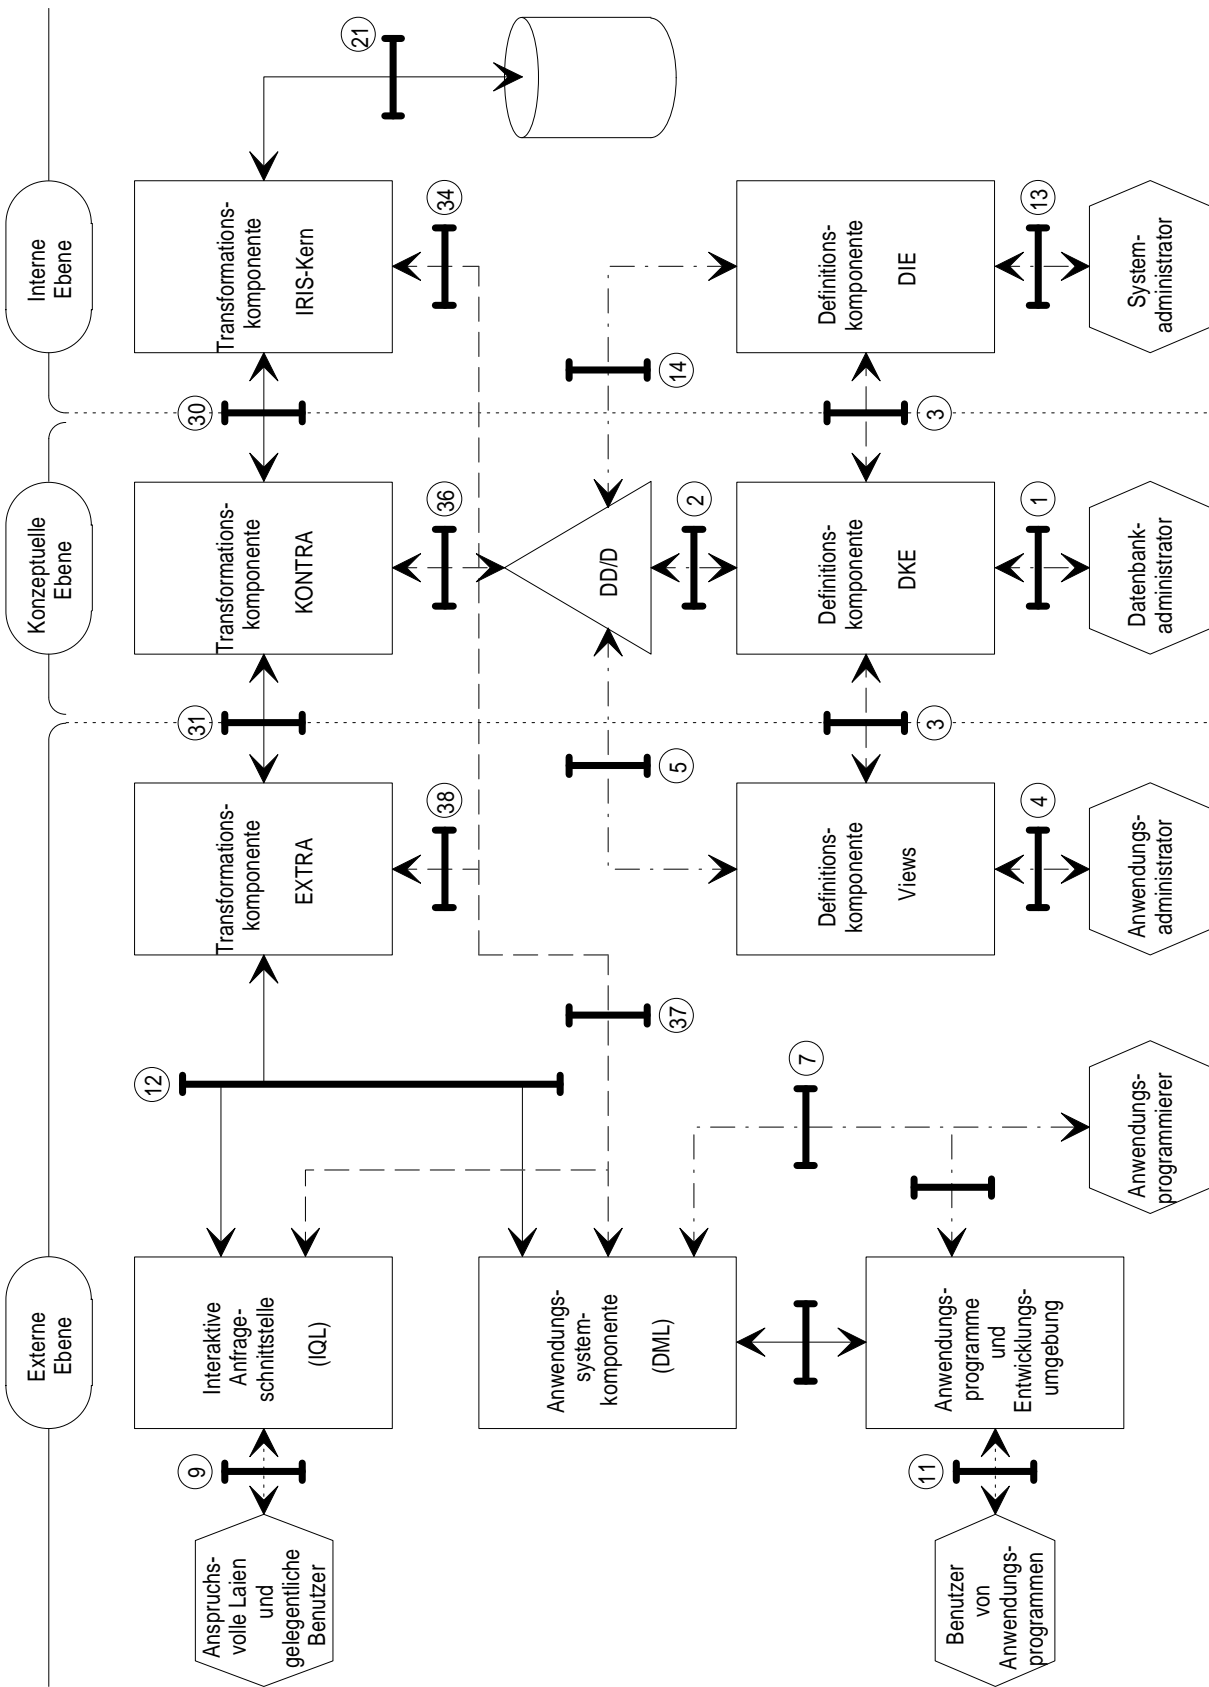 Externe
Ebene
Konzeptuelle
Ebene
Interne
Ebene
9
12
31
30
21
Anspruchs-
volle Laien
und
gelegentliche
Benutzer
Interaktive
Anfrage-
schnittstelle
(IQL)
Transformations-
komponente
EXTRA
Transformations-
komponente
KONTRA
Transformations-
komponente
IRIS-Kern
38
36
34
Anwendungs-
system-
komponente
(DML)
37
5
DD/D
14
2
7
Definitions-
komponente
Views
3
Definitions-
komponente
DKE
3
Definitions-
komponente
DIE
11
Benutzer
von
Anwendungs-
programmen
Anwendungs-
programme
und
Entwicklungs-
umgebung
4
1
13
Anwendungs-
programmierer
Anwendungs-
administrator
Datenbank-
administrator
System-
administrator